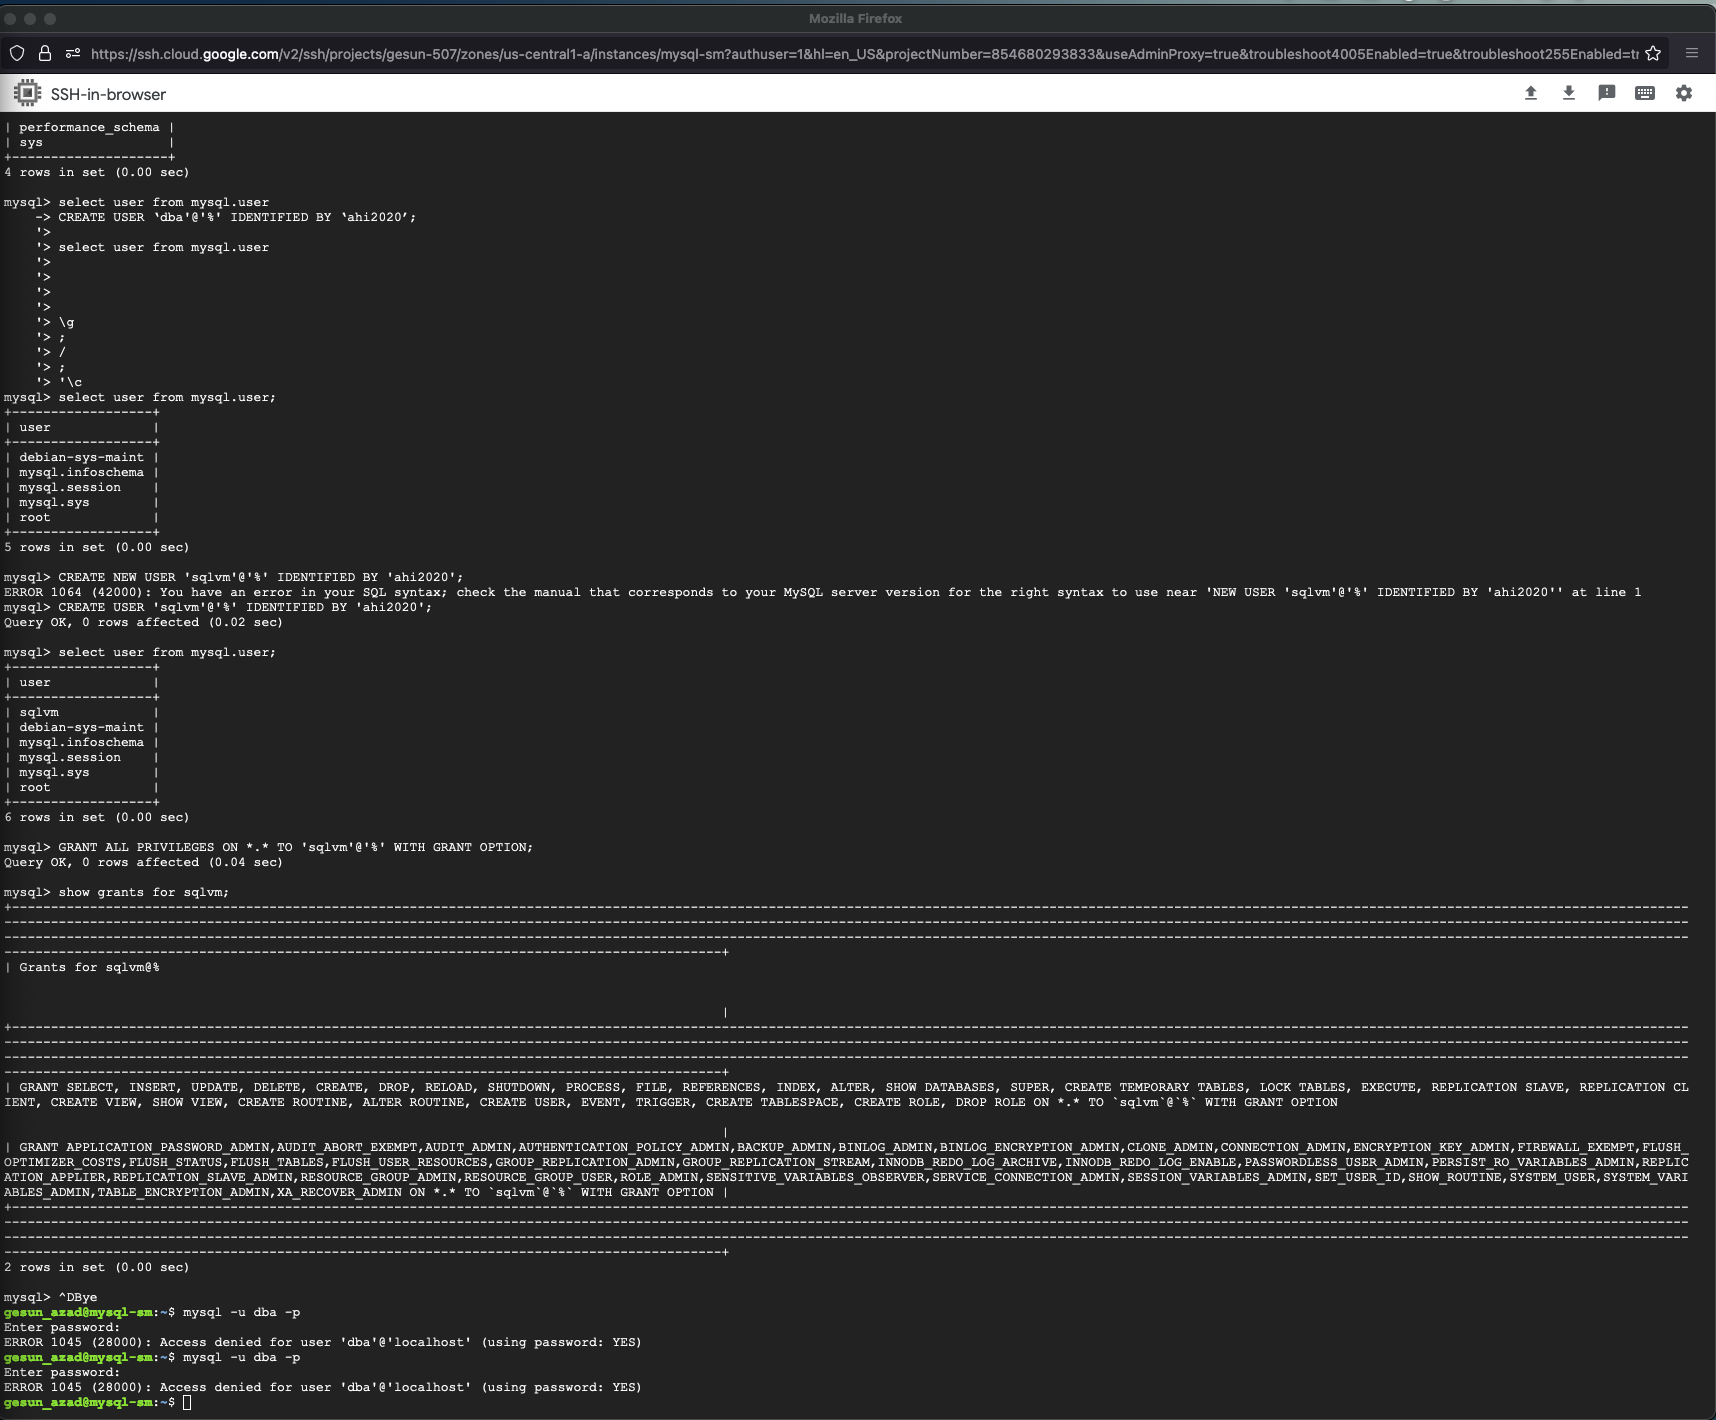 Mozilla Firefox
https://ssh.cloud.google.com/v2/ssh/projects/gesun-507/zones/us-central1-a/instances/mysql-sm?authuser=1&hl=en_US&projectNumber=854680293833&useAdminProxy=true&troubleshoot4005Enabled=true&troubleshoot255Enabled=tr
SSH-in-browser
| performance_schema |
| sys                |
+--------------------+
4 rows in set (0.00 sec)
mysql> select user from mysql.user
    -> CREATE USER ‘dba'@'%' IDENTIFIED BY ‘ahi2020’;
    '>
    '> select user from mysql.user
    '>
    '>
    '>
    '>
    '> \g
    '> ;
    '> /
    '> ;
    '> '\c
mysql> select user from mysql.user;
+------------------+
| user             |
+------------------+
| debian-sys-maint |
| mysql.infoschema |
| mysql.session    |
| mysql.sys        |
| root             |
+------------------+
5 rows in set (0.00 sec)
mysql> CREATE NEW USER 'sqlvm'@'%' IDENTIFIED BY 'ahi2020';
ERROR 1064 (42000): You have an error in your SQL syntax; check the manual that corresponds to your MySQL server version for the right syntax to use near 'NEW USER 'sqlvm'@'%' IDENTIFIED BY 'ahi2020'' at line 1
mysql> CREATE USER 'sqlvm'@'%' IDENTIFIED BY 'ahi2020';
Query OK, 0 rows affected (0.02 sec)
mysql> select user from mysql.user;
+------------------+
| user             |
+------------------+
| sqlvm            |
| debian-sys-maint |
| mysql.infoschema |
| mysql.session    |
| mysql.sys        |
| root             |
+------------------+
6 rows in set (0.00 sec)
mysql> GRANT ALL PRIVILEGES ON *.* TO 'sqlvm'@'%' WITH GRANT OPTION;
Query OK, 0 rows affected (0.04 sec)
mysql> show grants for sqlvm;
| Grants for sqlvm@%
|
| GRANT SELECT, INSERT, UPDATE, DELETE, CREATE, DROP, RELOAD, SHUTDOWN, PROCESS, FILE, REFERENCES, INDEX, ALTER, SHOW DATABASES, SUPER, CREATE TEMPORARY TABLES, LOCK TABLES, EXECUTE, REPLICATION SLAVE, REPLICATION CL
IENT, CREATE VIEW, SHOW VIEW, CREATE ROUTINE, ALTER ROUTINE, CREATE USER, EVENT, TRIGGER, CREATE TABLESPACE, CREATE ROLE, DROP ROLE ON *.* TO `sqlvm`@`%` WITH GRANT OPTION
|
| GRANT APPLICATION_PASSWORD_ADMIN,AUDIT_ABORT_EXEMPT,AUDIT_ADMIN,AUTHENTICATION_POLICY_ADMIN,BACKUP_ADMIN,BINLOG_ADMIN,BINLOG_ENCRYPTION_ADMIN,CLONE_ADMIN,CONNECTION_ADMIN,ENCRYPTION_KEY_ADMIN,FIREWALL_EXEMPT,FLUSH_
OPTIMIZER_COSTS,FLUSH_STATUS,FLUSH_TABLES,FLUSH_USER_RESOURCES,GROUP_REPLICATION_ADMIN,GROUP_REPLICATION_STREAM,INNODB_REDO_LOG_ARCHIVE,INNODB_REDO_LOG_ENABLE,PASSWORDLESS_USER_ADMIN,PERSIST_RO_VARIABLES_ADMIN,REPLIC
ATION_APPLIER,REPLICATION_SLAVE_ADMIN,RESOURCE_GROUP_ADMIN,RESOURCE_GROUP_USER,ROLE_ADMIN,SENSITIVE_VARIABLES_OBSERVER,SERVICE_CONNECTION_ADMIN,SESSION_VARIABLES_ADMIN,SET_USER_ID,SHOW_ROUTINE,SYSTEM_USER,SYSTEM_VARI
ABLES_ADMIN,TABLE_ENCRYPTION_ADMIN,XA_RECOVER_ADMIN ON *.* TO `sqlvm`@`%` WITH GRANT OPTION |
2 rows in set (0.00 sec)
mysql> ^DBye
gesun_azad@mysql-sm:~$ mysql -u dba -p
Enter password:
ERROR 1045 (28000): Access denied for user 'dba'@'localhost' (using password: YES)
gesun_azad@mysql-sm:~$ mysql -u dba -p
Enter password:
ERROR 1045 (28000): Access denied for user 'dba'@'localhost' (using password: YES)
gesun_azad@mysql-sm:~$